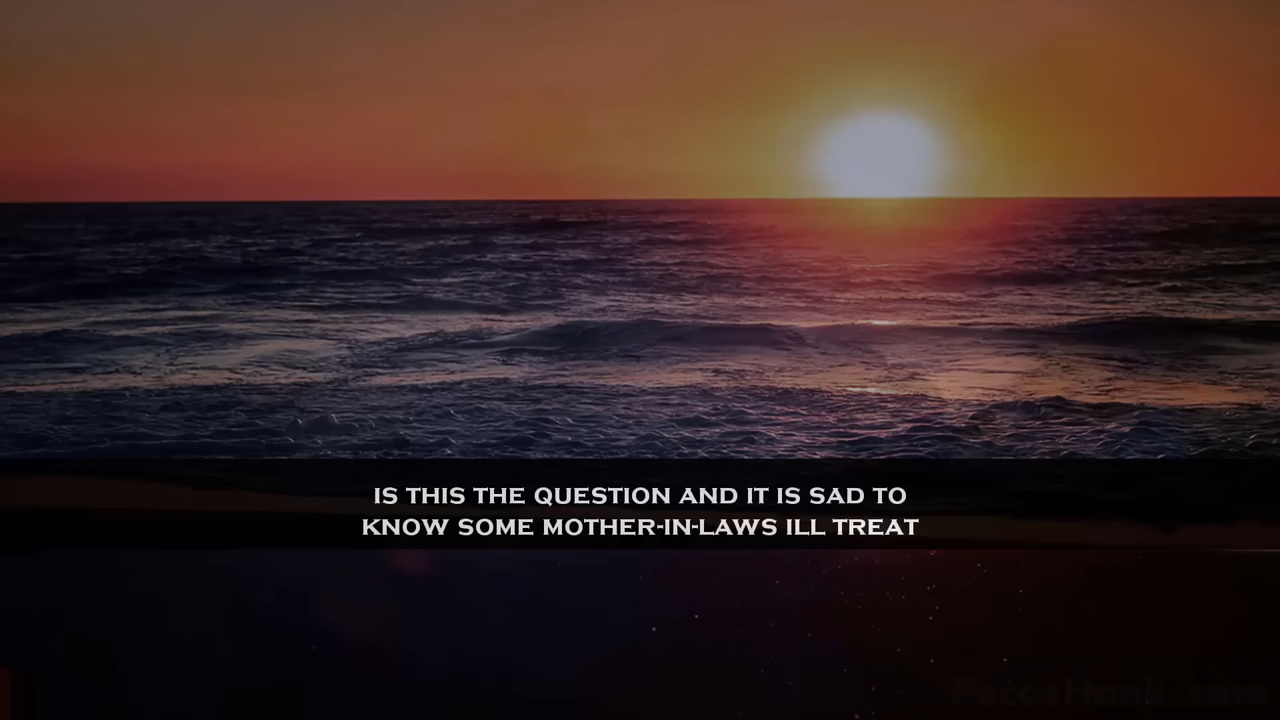 IS THIS THE QUESTION AND IT IS SAD TO
KNOW SOME MOTHER-IN-LAWS ILL TREAT